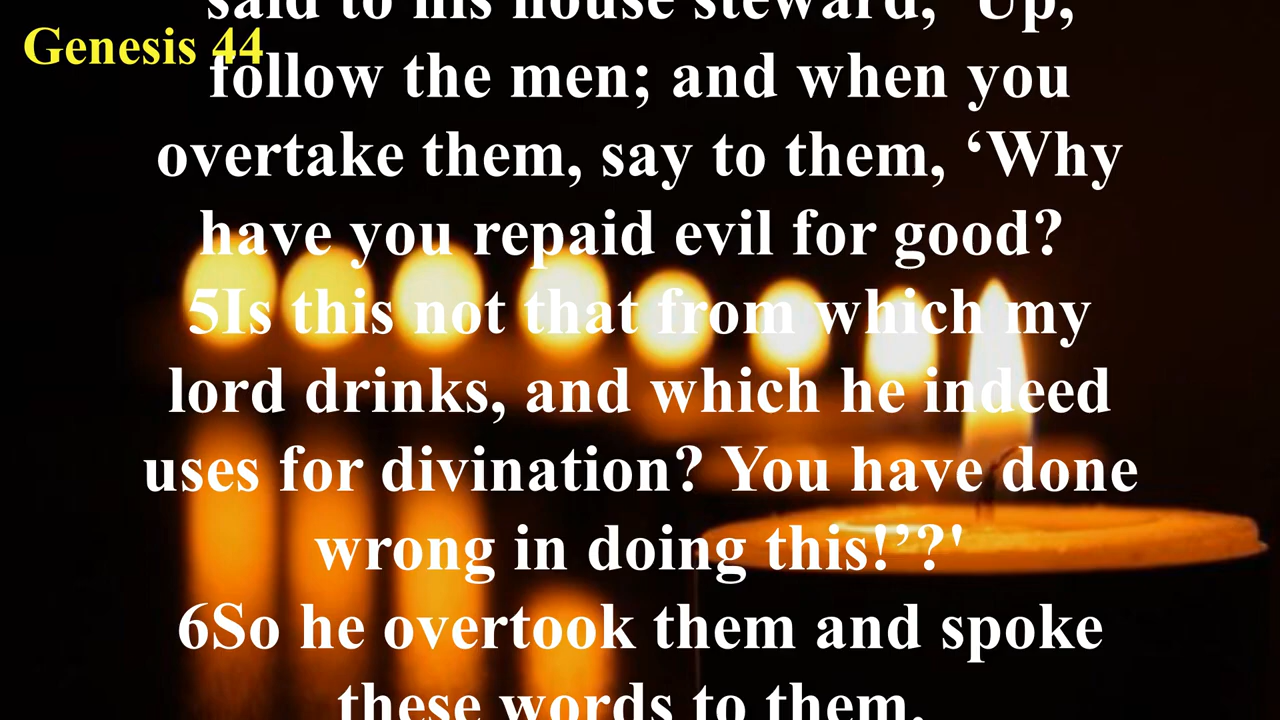 Genesis 44
said to his house steward, 'Up,
follow the men; and when you
overtake them, say to them, ‘Why
have you repaid evil for good?
5Is this not that from which my
lord drinks, and which he indeed
uses for divination? You have done
wrong in doing this!’?'
6So he overtook them and spoke
these words to them.